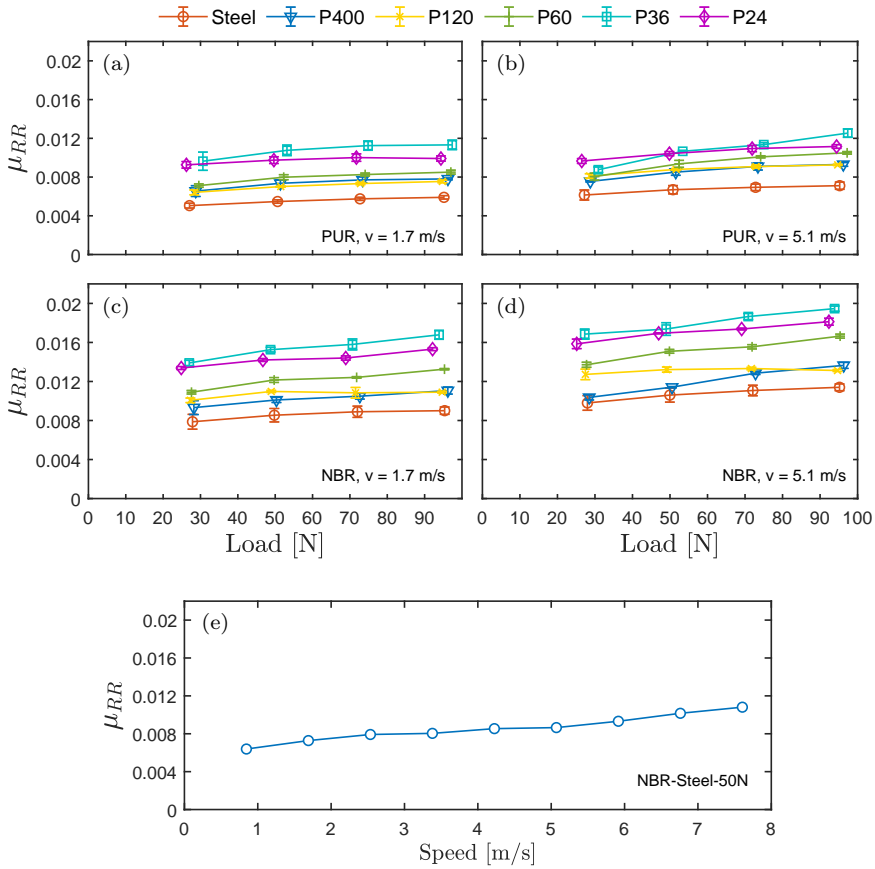 Steel P400 P120 P60 P36 P24
(a) (b)
0.02 0.016 0.012 0.008 0.004 0
μRR
PUR, v = 1.7 m/s PUR, v = 5.1 m/s
(c) (d)
0.02 0.016 0.012 0.008 0.004 0
μRR
NBR, v = 1.7 m/s NBR, v = 5.1 m/s
0 10 20 30 40 50 60 70 80 90 0 10 20 30 40 50 60 70 80 90 100
Load [N] Load [N]
(e)
0.02 0.016 0.012 0.008 0.004 0
μRR
NBR-Steel-50N
0 1 2 3 4 5 6 7 8
Speed [m/s]